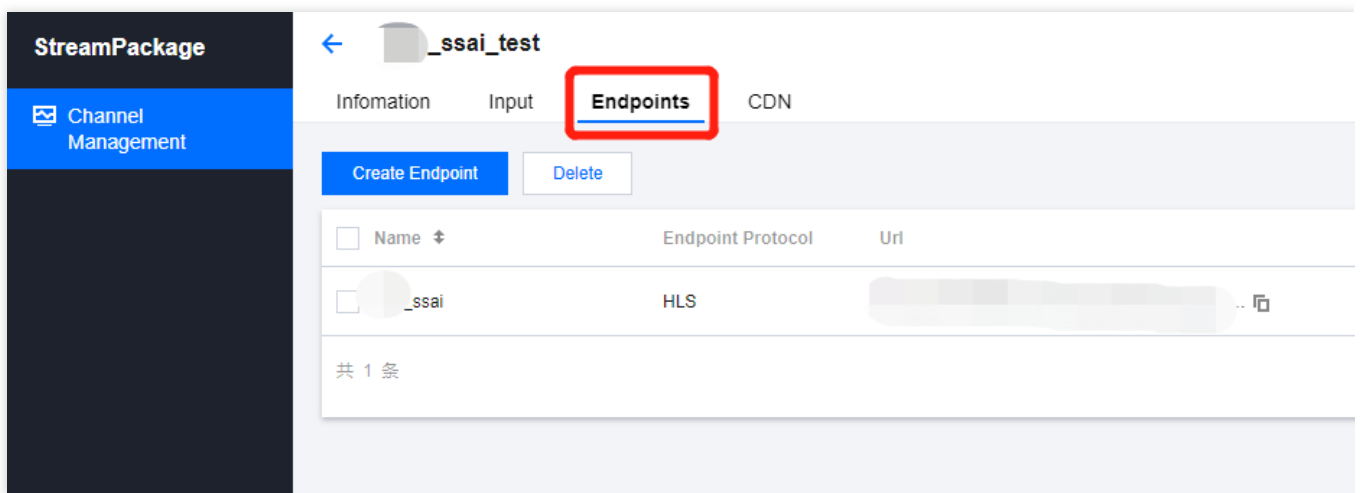 StreamPackage
_ssai_test
Infomation Input Endpoints CDN
Channel
Management
Create Endpoint Delete
Name Endpoint Protocol Url
_ssai HLS ..
共 1 条